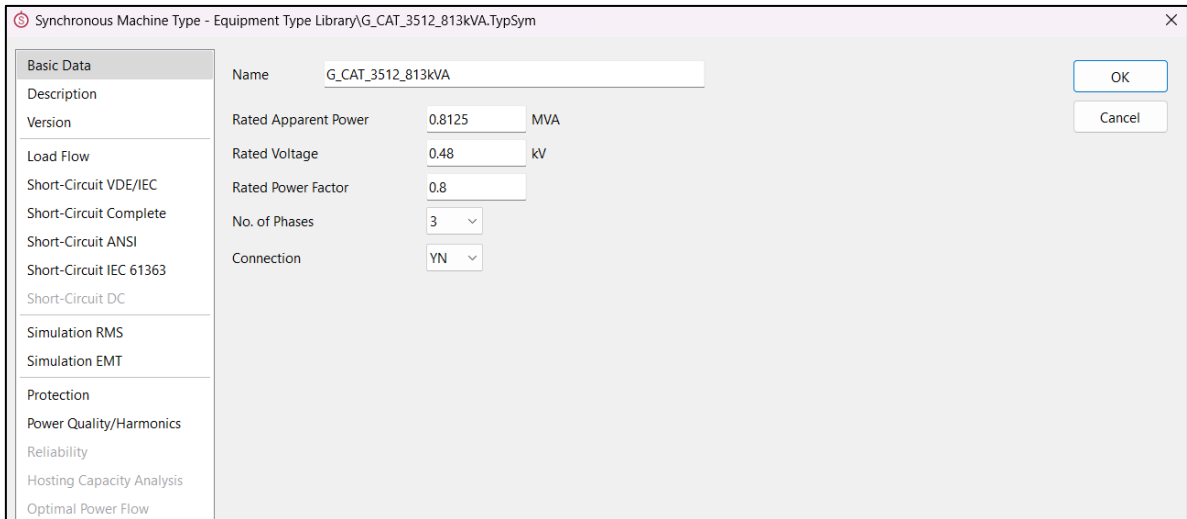 Synchronous Machine Type - Equipment Type Library\G_CAT_3512_813kVA.TypSym
Basic Data
Description
Version
Load Flow
Short-Circuit VDE/IEC
Short-Circuit Complete
Short-Circuit ANSI
Short-Circuit IEC 61363
Short-Circuit DC
Simulation RMS
Simulation EMT
Protection
Power Quality/Harmonics
Reliability
Hosting Capacity Analysis
Optimal Power Flow
Name G_CAT_3512_813kVA
Rated Apparent Power 0.8125 MVA
Rated Voltage 0.48 kV
Rated Power Factor 0.8
No. of Phases 3
Connection YN
OK
Cancel